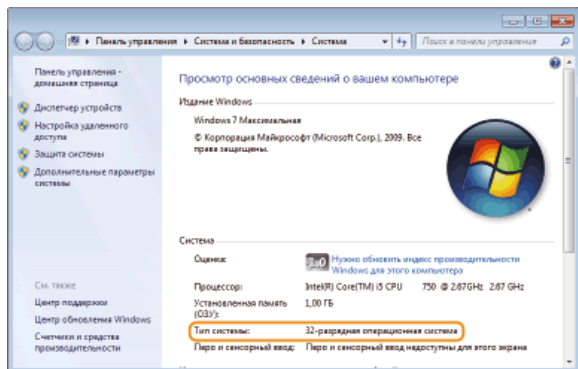 Панель управления ▸ Система и безопасность ▸ Система
Поиск в панели управления
Панель управления -
домашняя страница
Диспетчер устройств
Настройка удаленного
доступа
Защита системы
Дополнительные параметры
системы
См. также
Центр поддержки
Центр обновления Windows
Счетчики и средства
производительности
Просмотр основных сведений о вашем компьютере
Издание Windows
Windows 7 Максимальная
© Корпорация Майкрософт (Microsoft Corp.), 2009. Все
права защищены.
Система
Оценка:
1,0
Нужно обновить индекс производительности
Windows для этого компьютера
Процессор: Intel(R) Core(TM) i5 CPU 750 @ 2.67GHz 2.67 GHz
Установленная память
(ОЗУ): 1,00 ГБ
Тип системы: 32-разрядная операционная система
Перо и сенсорный ввод: Перо и сенсорный ввод недоступны для этого экрана